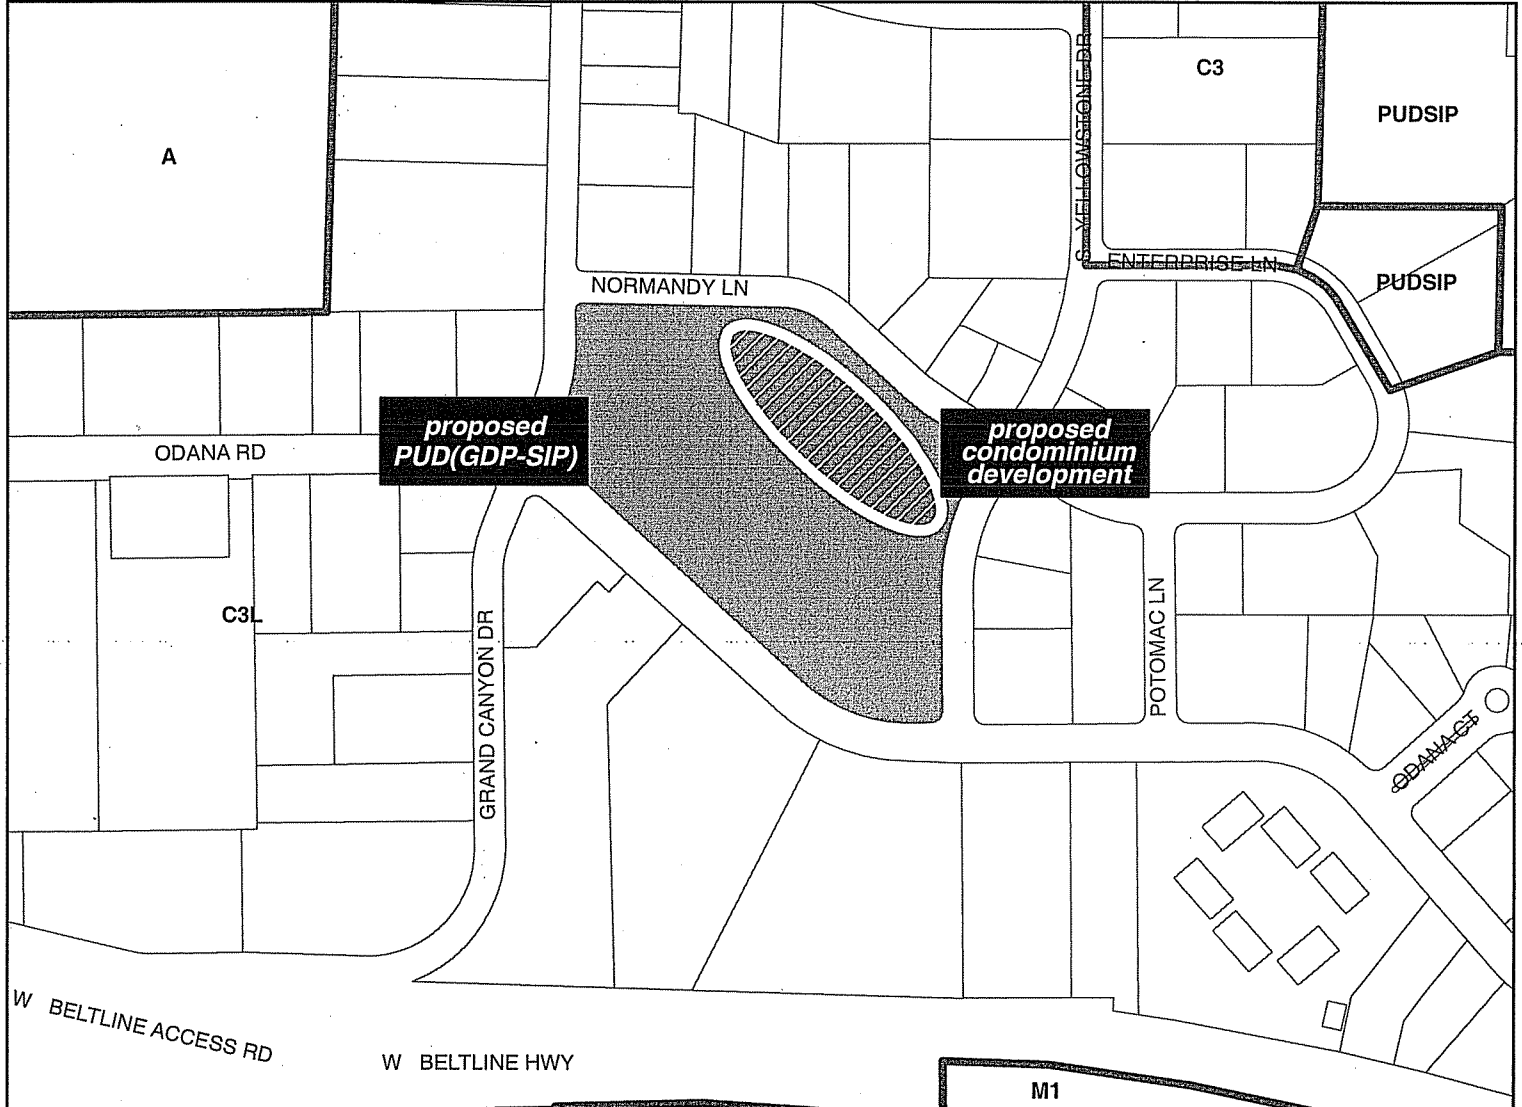 C3
PUDSIP
A
S YELLOWSTONE DR
ENTERPRISE LN
PUDSIP
NORMANDY LN
proposed
PUD(GDP-SIP)
proposed
condominium
development
ODANA RD
C3L
GRAND CANYON DR
POTOMAC LN
ODANA CT
W BELTLINE ACCESS RD
W BELTLINE HWY
M1